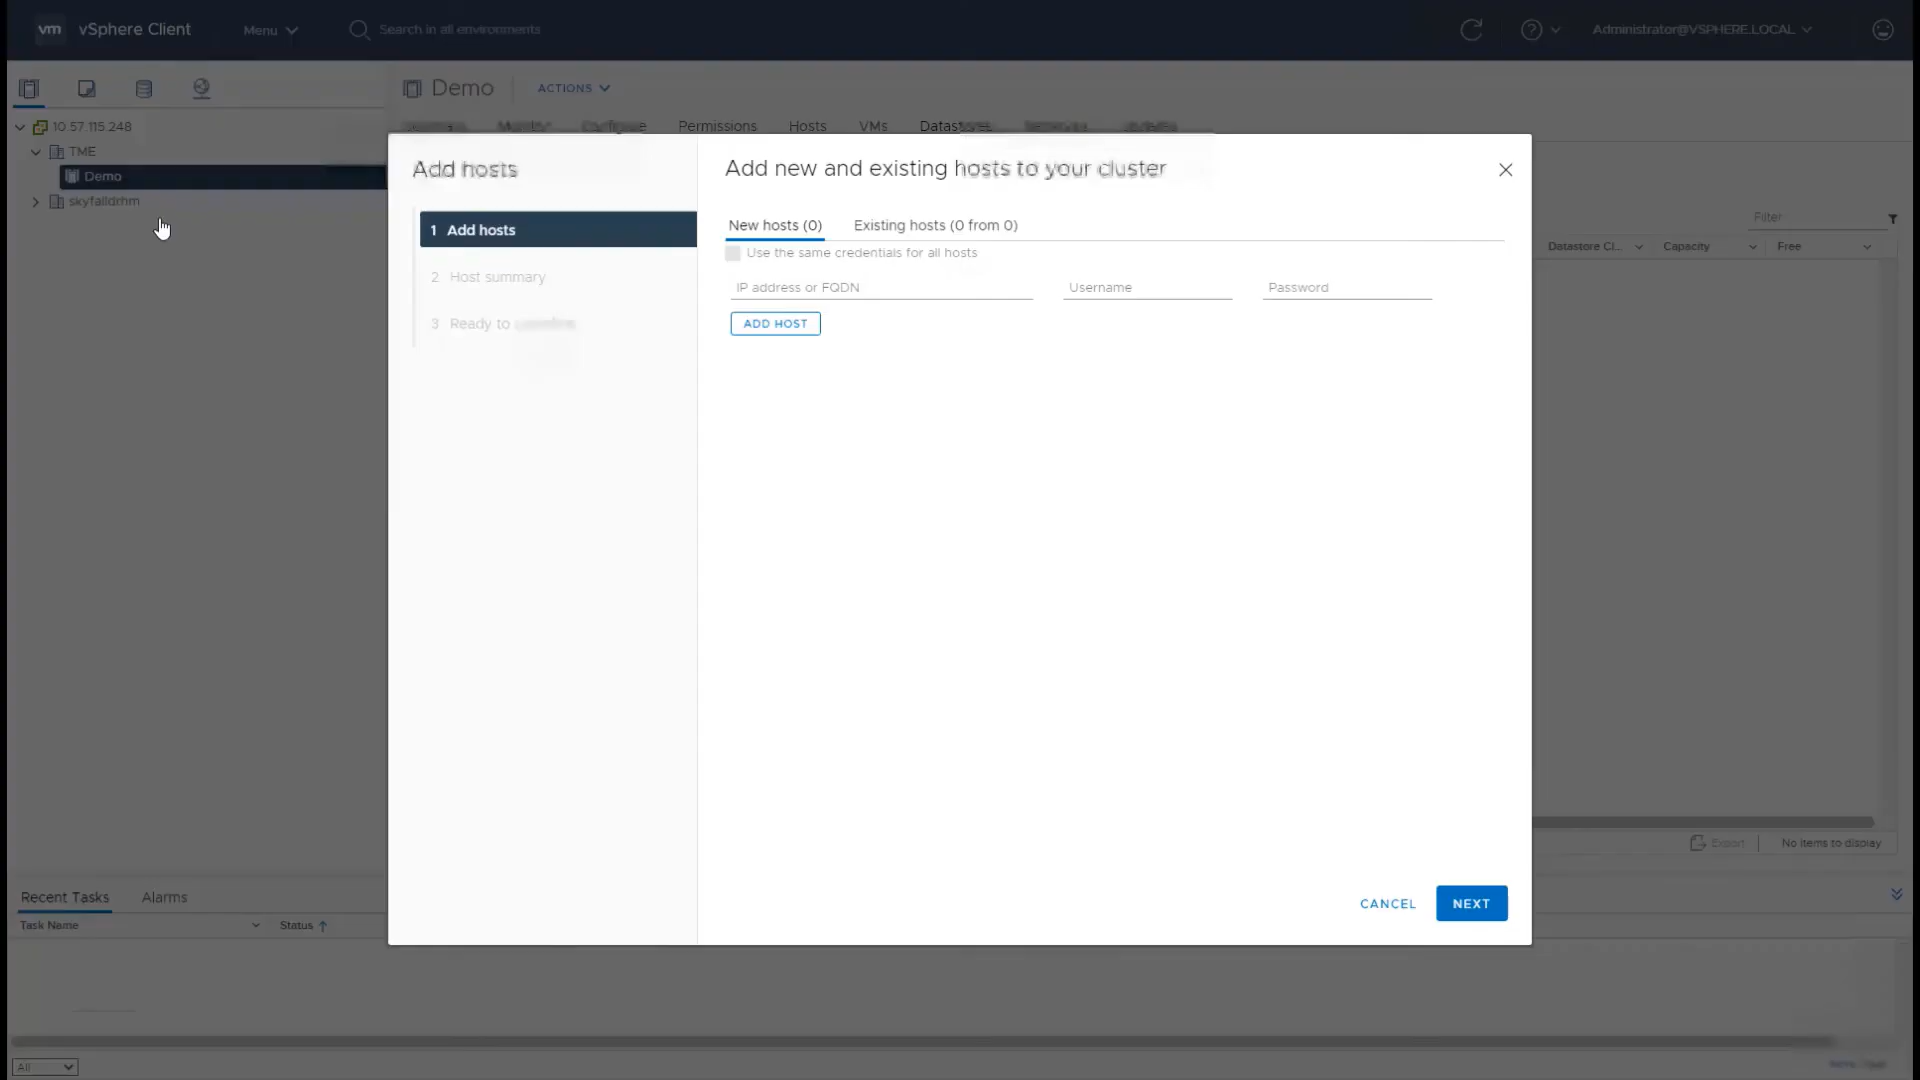 vm vSphere Client Menu Search in all environments Administrator@VSPHERE.LOCAL
Demo ACTIONS
10.57.115.248
Permissions Hosts VMs Datastores
TME
Demo
skyfalldrhm
Add hosts
1 Add hosts
2 Host summary
3 Ready to
Add new and existing hosts to your cluster
New hosts (0) Existing hosts (0 from 0)
Use the same credentials for all hosts
IP address or FQDN Username Password
ADD HOST
Filter
Datastore Cl... Capacity Free
Export No items to display
CANCEL NEXT
Recent Tasks Alarms
Task Name Status
All